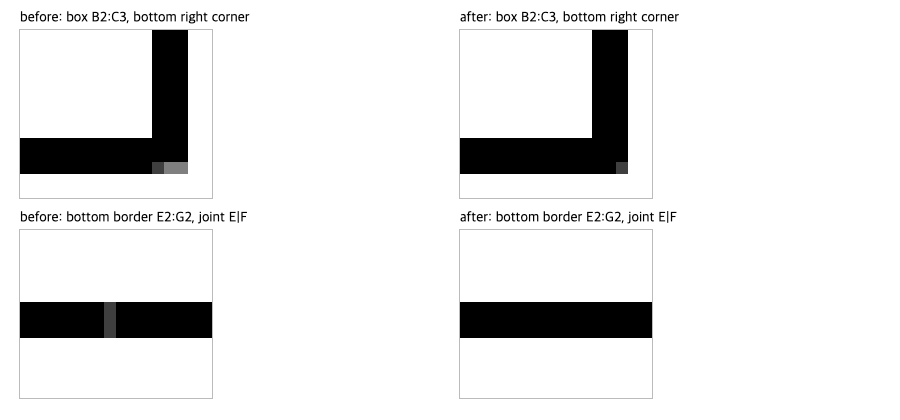 before: box B2:C3, bottom right corner
after: box B2:C3, bottom right corner
before: bottom border E2:G2, joint E|F
after: bottom border E2:G2, joint E|F